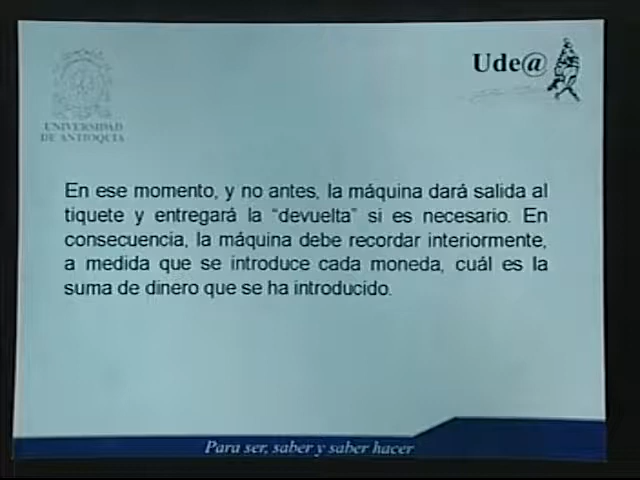 UNIVERSIDAD
DE ANTIOQUIA
Ude@
En ese momento, y no antes, la máquina dará salida al
tiquete y entregará la "devuelta" si es necesario. En
consecuencia, la máquina debe recordar interiormente,
a medida que se introduce cada moneda, cuál es la
suma de dinero que se ha introducido.
Para ser, saber y saber hacer